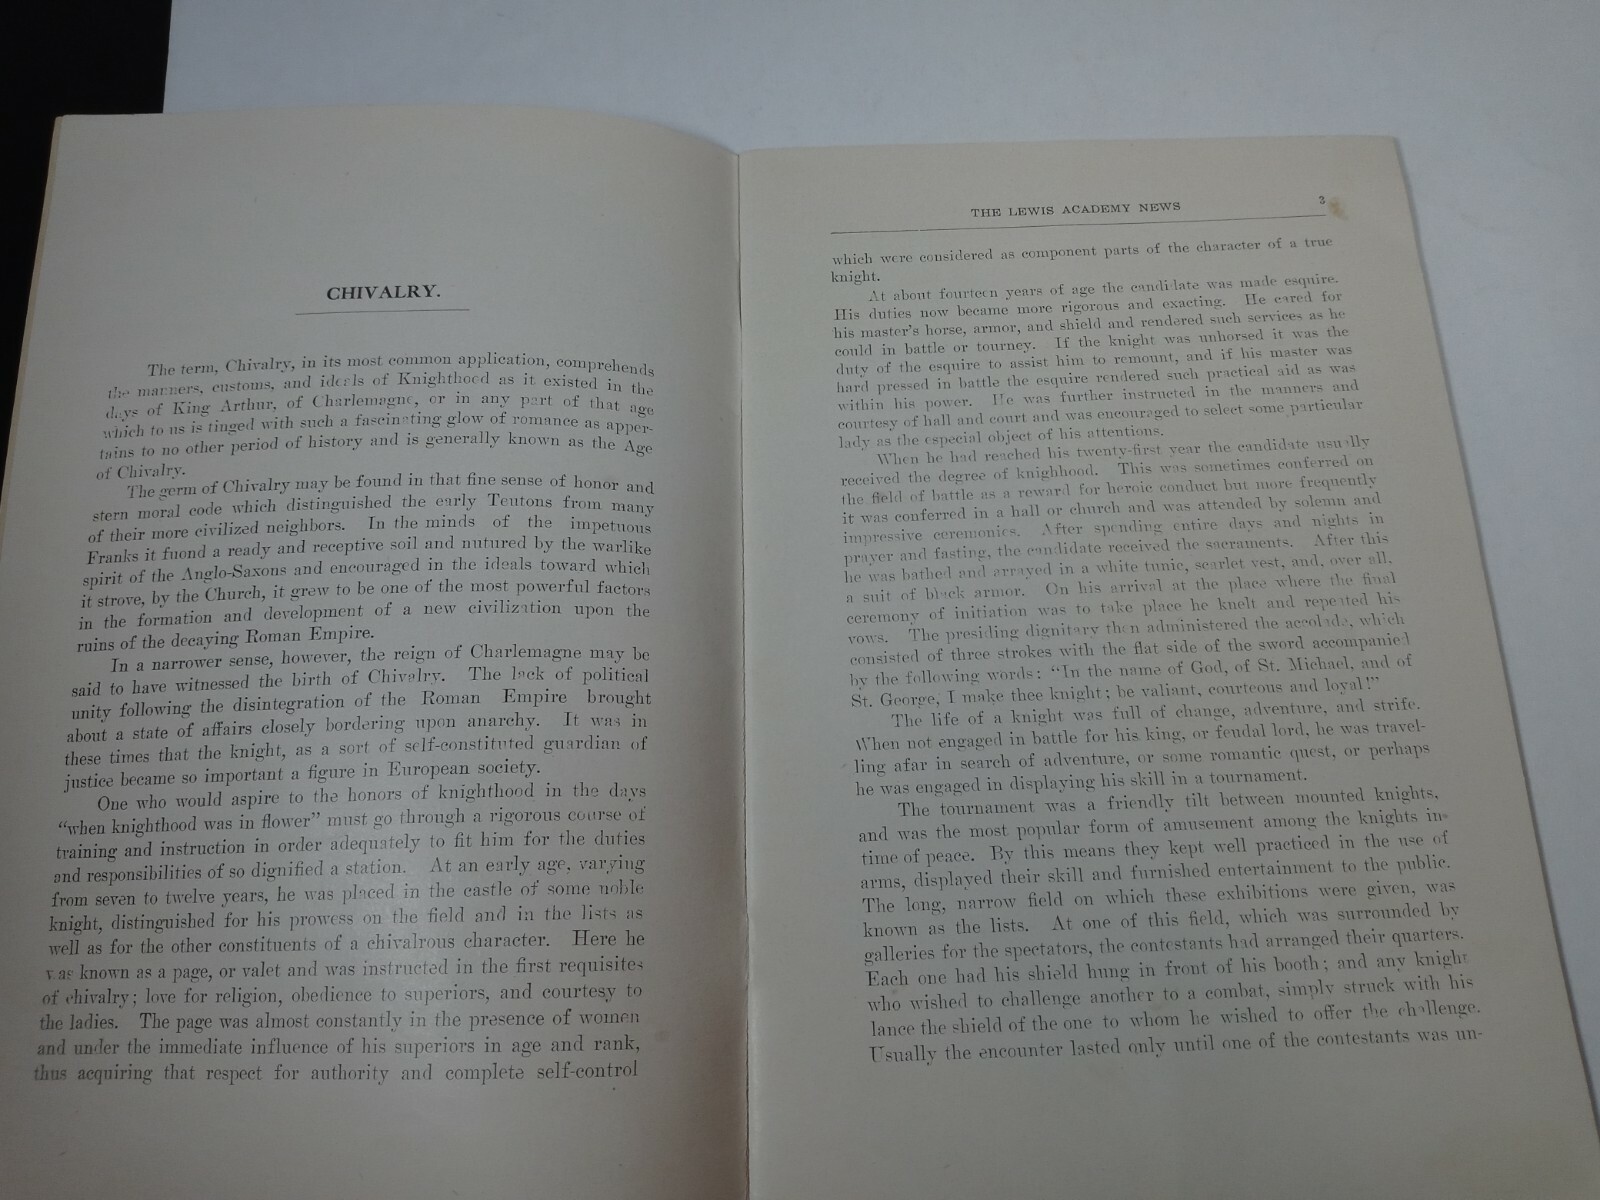 CHIVALRY.
The term, Chivalry, in its most common application, comprehends
the manners, customs, and ideals of Knighthood as it existed in the
days of King Arthur, of Charlemagne, or in any part of that age
which to us is tinged with such a fascinating glow of romance as apper-
tains to no other period of history and is generally known as the Age
of Chivalry.
The germ of Chivalry may be found in that fine sense of honor and
stern moral code which distinguished the early Teutons from many
of their more civilized neighbors. In the minds of the impetuous
Franks it fuond a ready and receptive soil and nutured by the warlike
spirit of the Anglo-Saxons and encouraged in the ideals toward which
it strove, by the Church, it grew to be one of the most powerful factors
in the formation and development of a new civilization upon the
ruins of the decaying Roman Empire.
In a narrower sense, however, the reign of Charlemagne may be
said to have witnessed the birth of Chivalry. The lack of political
unity following the disintegration of the Roman Empire brought
about a state of affairs closely bordering upon anarchy. It was in
these times that the knight, as a sort of self-constituted guardian of
justice became so important a figure in European society.
One who would aspire to the honors of knighthood in the days
“when knighthood was in flower” must go through a rigorous course of
training and instruction in order adequately to fit him for the duties
and responsibilities of so dignified a station. At an early age, varying
from seven to twelve years, he was placed in the castle of some noble
knight, distinguished for his prowess on the field and in the lists as
well as for the other constituents of a chivalrous character. Here he
was known as a page, or valet and was instructed in the first requisites
of chivalry; love for religion, obedience to superiors, and courtesy to
the ladies. The page was almost constantly in the presence of women
and under the immediate influence of his superiors in age and rank,
thus acquiring that respect for authority and complete self-control
THE LEWIS ACADEMY NEWS 3
which were considered as component parts of the character of a true
knight.
At about fourteen years of age the candidate was made esquire.
His duties now became more rigorous and exacting. He cared for
his master's horse, armor, and shield and rendered such services as he
could in battle or tourney. If the knight was unhorsed it was the
duty of the esquire to assist him to remount, and if his master was
hard pressed in battle the esquire rendered such practical aid as was
within his power. He was further instructed in the manners and
courtesy of hall and court and was encouraged to select some particular
lady as the especial object of his attentions.
When he had reached his twenty-first year the candidate usually
received the degree of knighhood. This was sometimes conferred on
the field of battle as a reward for heroic conduct but more frequently
it was conferred in a hall or church and was attended by solemn and
impressive ceremonies. After spending entire days and nights in
prayer and fasting, the candidate received the sacraments. After this
he was bathed and arrayed in a white tunic, scarlet vest, and, over all,
a suit of black armor. On his arrival at the place where the final
ceremony of initiation was to take place he knelt and repeated his
vows. The presiding dignitary then administered the accolade, which
consisted of three strokes with the flat side of the sword accompanied
by the following words: “In the name of God, of St. Michael, and of
St. George, I make thee knight; be valiant, courteous and loyal!”
The life of a knight was full of change, adventure, and strife.
When not engaged in battle for his king, or feudal lord, he was travel-
ling afar in search of adventure, or some romantic quest, or perhaps
he was engaged in displaying his skill in a tournament.
The tournament was a friendly tilt between mounted knights,
and was the most popular form of amusement among the knights in
time of peace. By this means they kept well practiced in the use of
arms, displayed their skill and furnished entertainment to the public.
The long, narrow field on which these exhibitions were given, was
known as the lists. At one of this field, which was surrounded by
galleries for the spectators, the contestants had arranged their quarters.
Each one had his shield hung in front of his booth; and any knight
who wished to challenge another to a combat, simply struck with his
lance the shield of the one to whom he wished to offer the challenge.
Usually the encounter lasted only until one of the contestants was un-